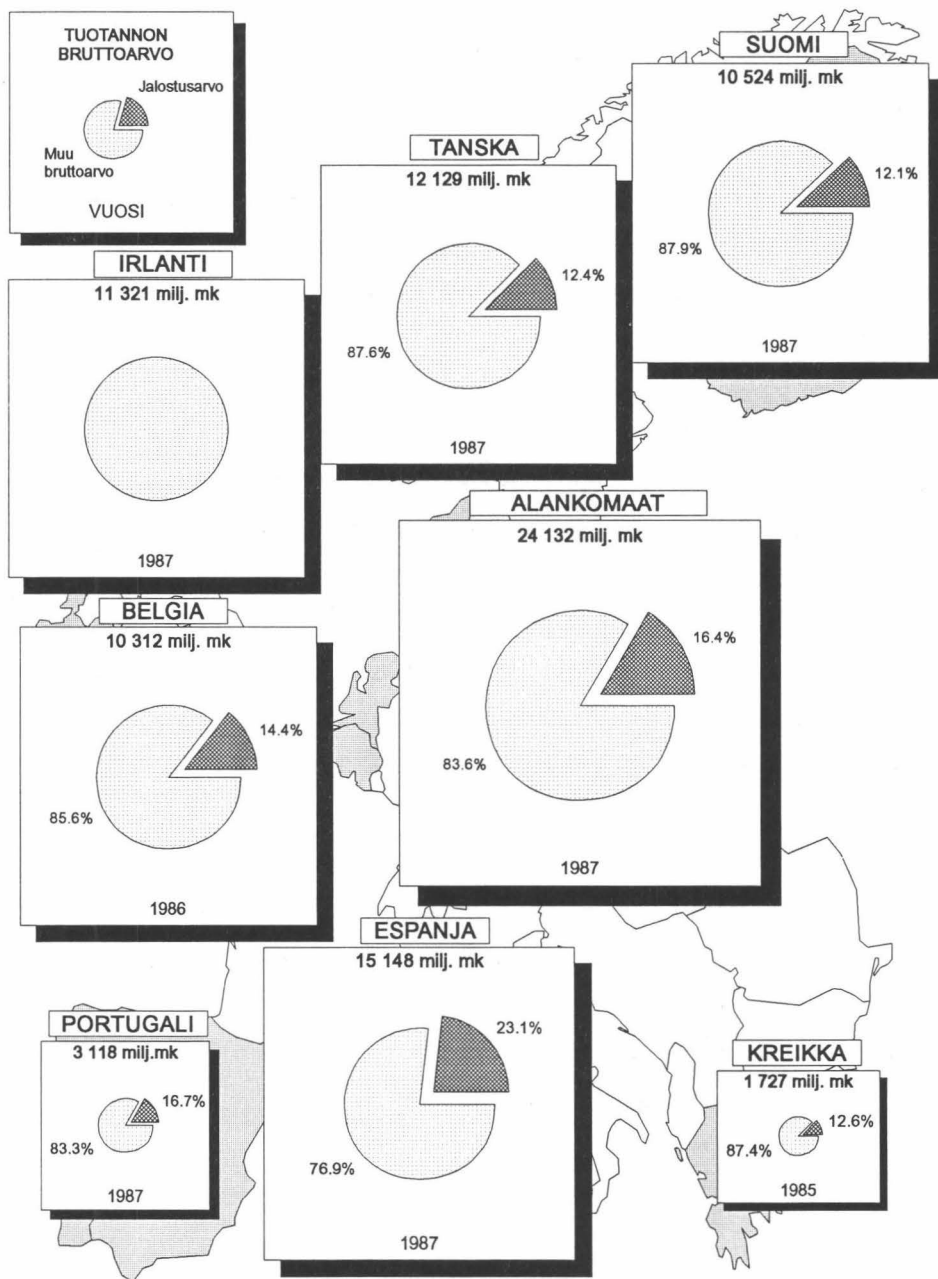 TUOTANNON
BRUTTOARVO
Jalostusarvo
Muu
bruttoarvo
VUOSI
SUOMI
10 524 milj. mk
12.1%
87.9%
1987
TANSKA
12 129 milj. mk
12.4%
87.6%
1987
IRLANTI
11 321 milj. mk
1987
ALANKOMAAT
24 132 milj. mk
16.4%
83.6%
1987
BELGIA
10 312 milj. mk
14.4%
85.6%
1986
ESPANJA
15 148 milj. mk
23.1%
76.9%
1987
PORTUGALI
3 118 milj.mk
16.7%
83.3%
1987
KREIKKA
1 727 milj. mk
12.6%
87.4%
1985